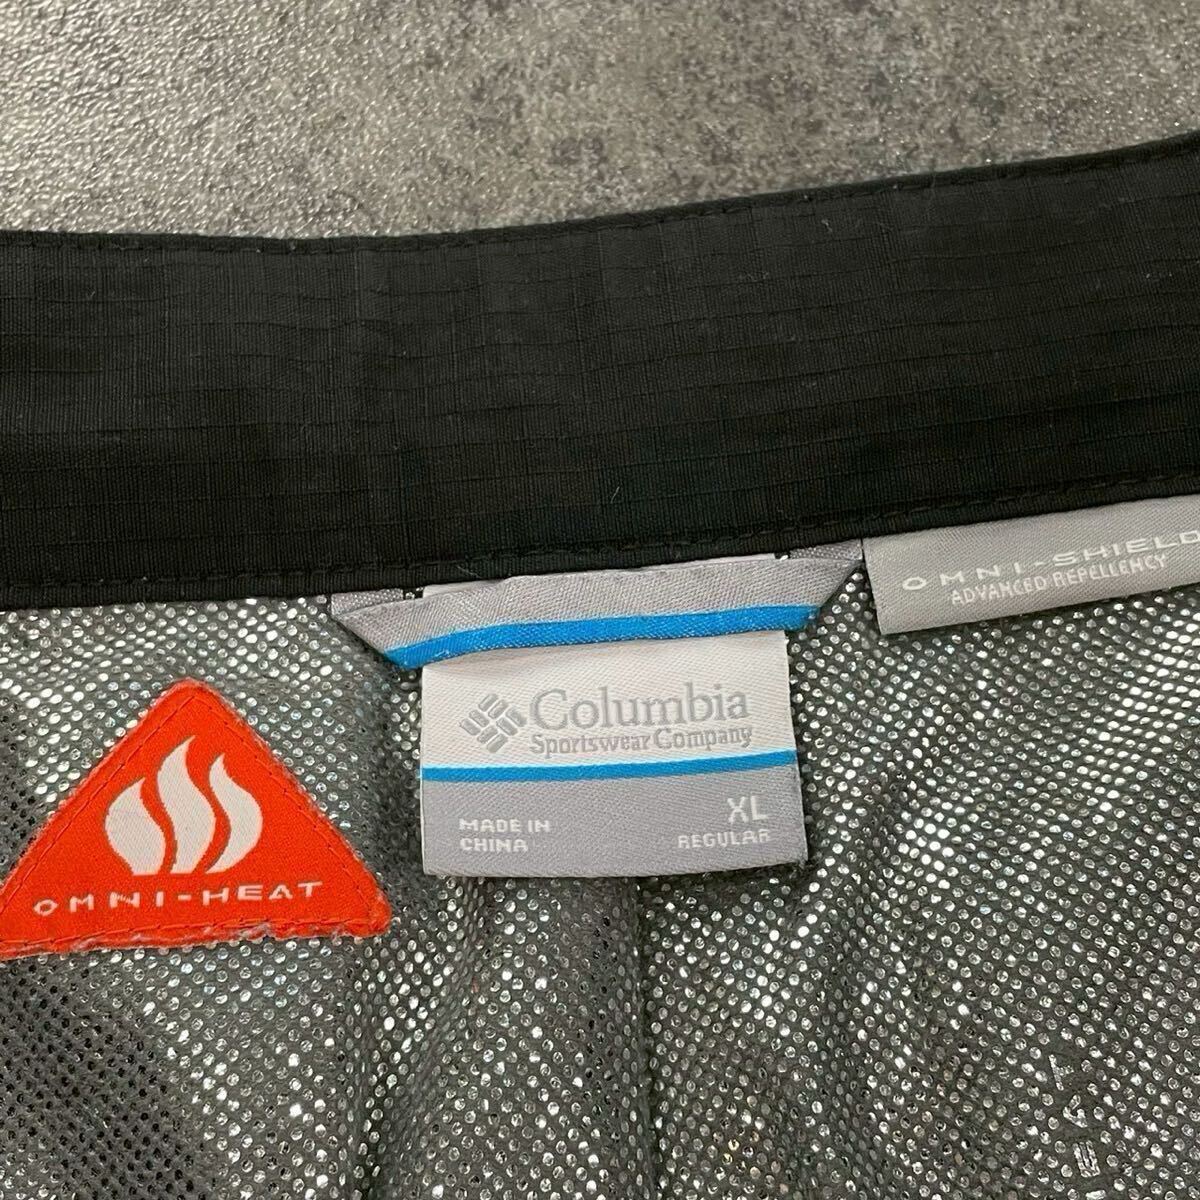 OMNI-SHIELD
ADVANCED REPELLENCY
Columbia
Sportswear Company
XL
MADE IN
CHINA
REGULAR
OMNI-HEAT